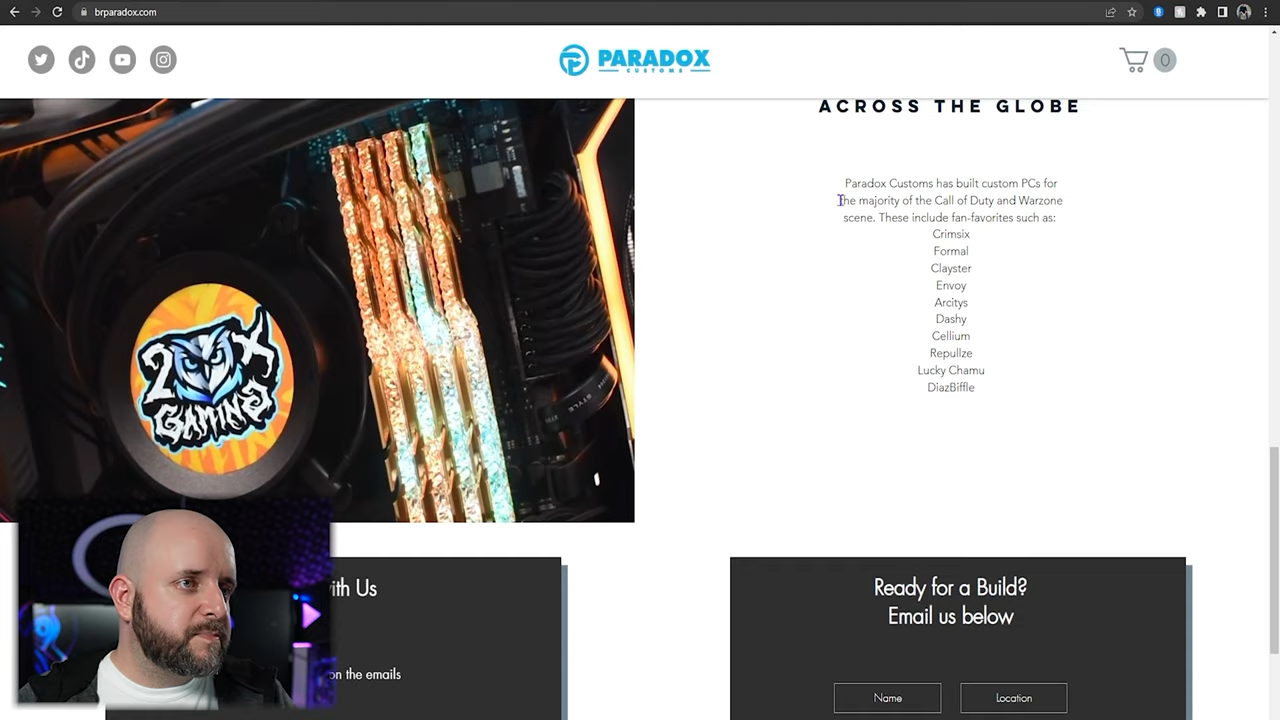 brparadox.com
PARADOX
CUSTOMS
0
ACROSS THE GLOBE
Paradox Customs has built custom PCs for
the majority of the Call of Duty and Warzone
scene. These include fan-favorites such as:
Crimsix
Formal
Clayster
Envoy
Arcitys
Dashy
Cellium
Repullze
Lucky Chamu
DiazBiffle
20X
GAMING
STYLE
ith Us
on the emails
Ready for a Build?
Email us below
Name
Location